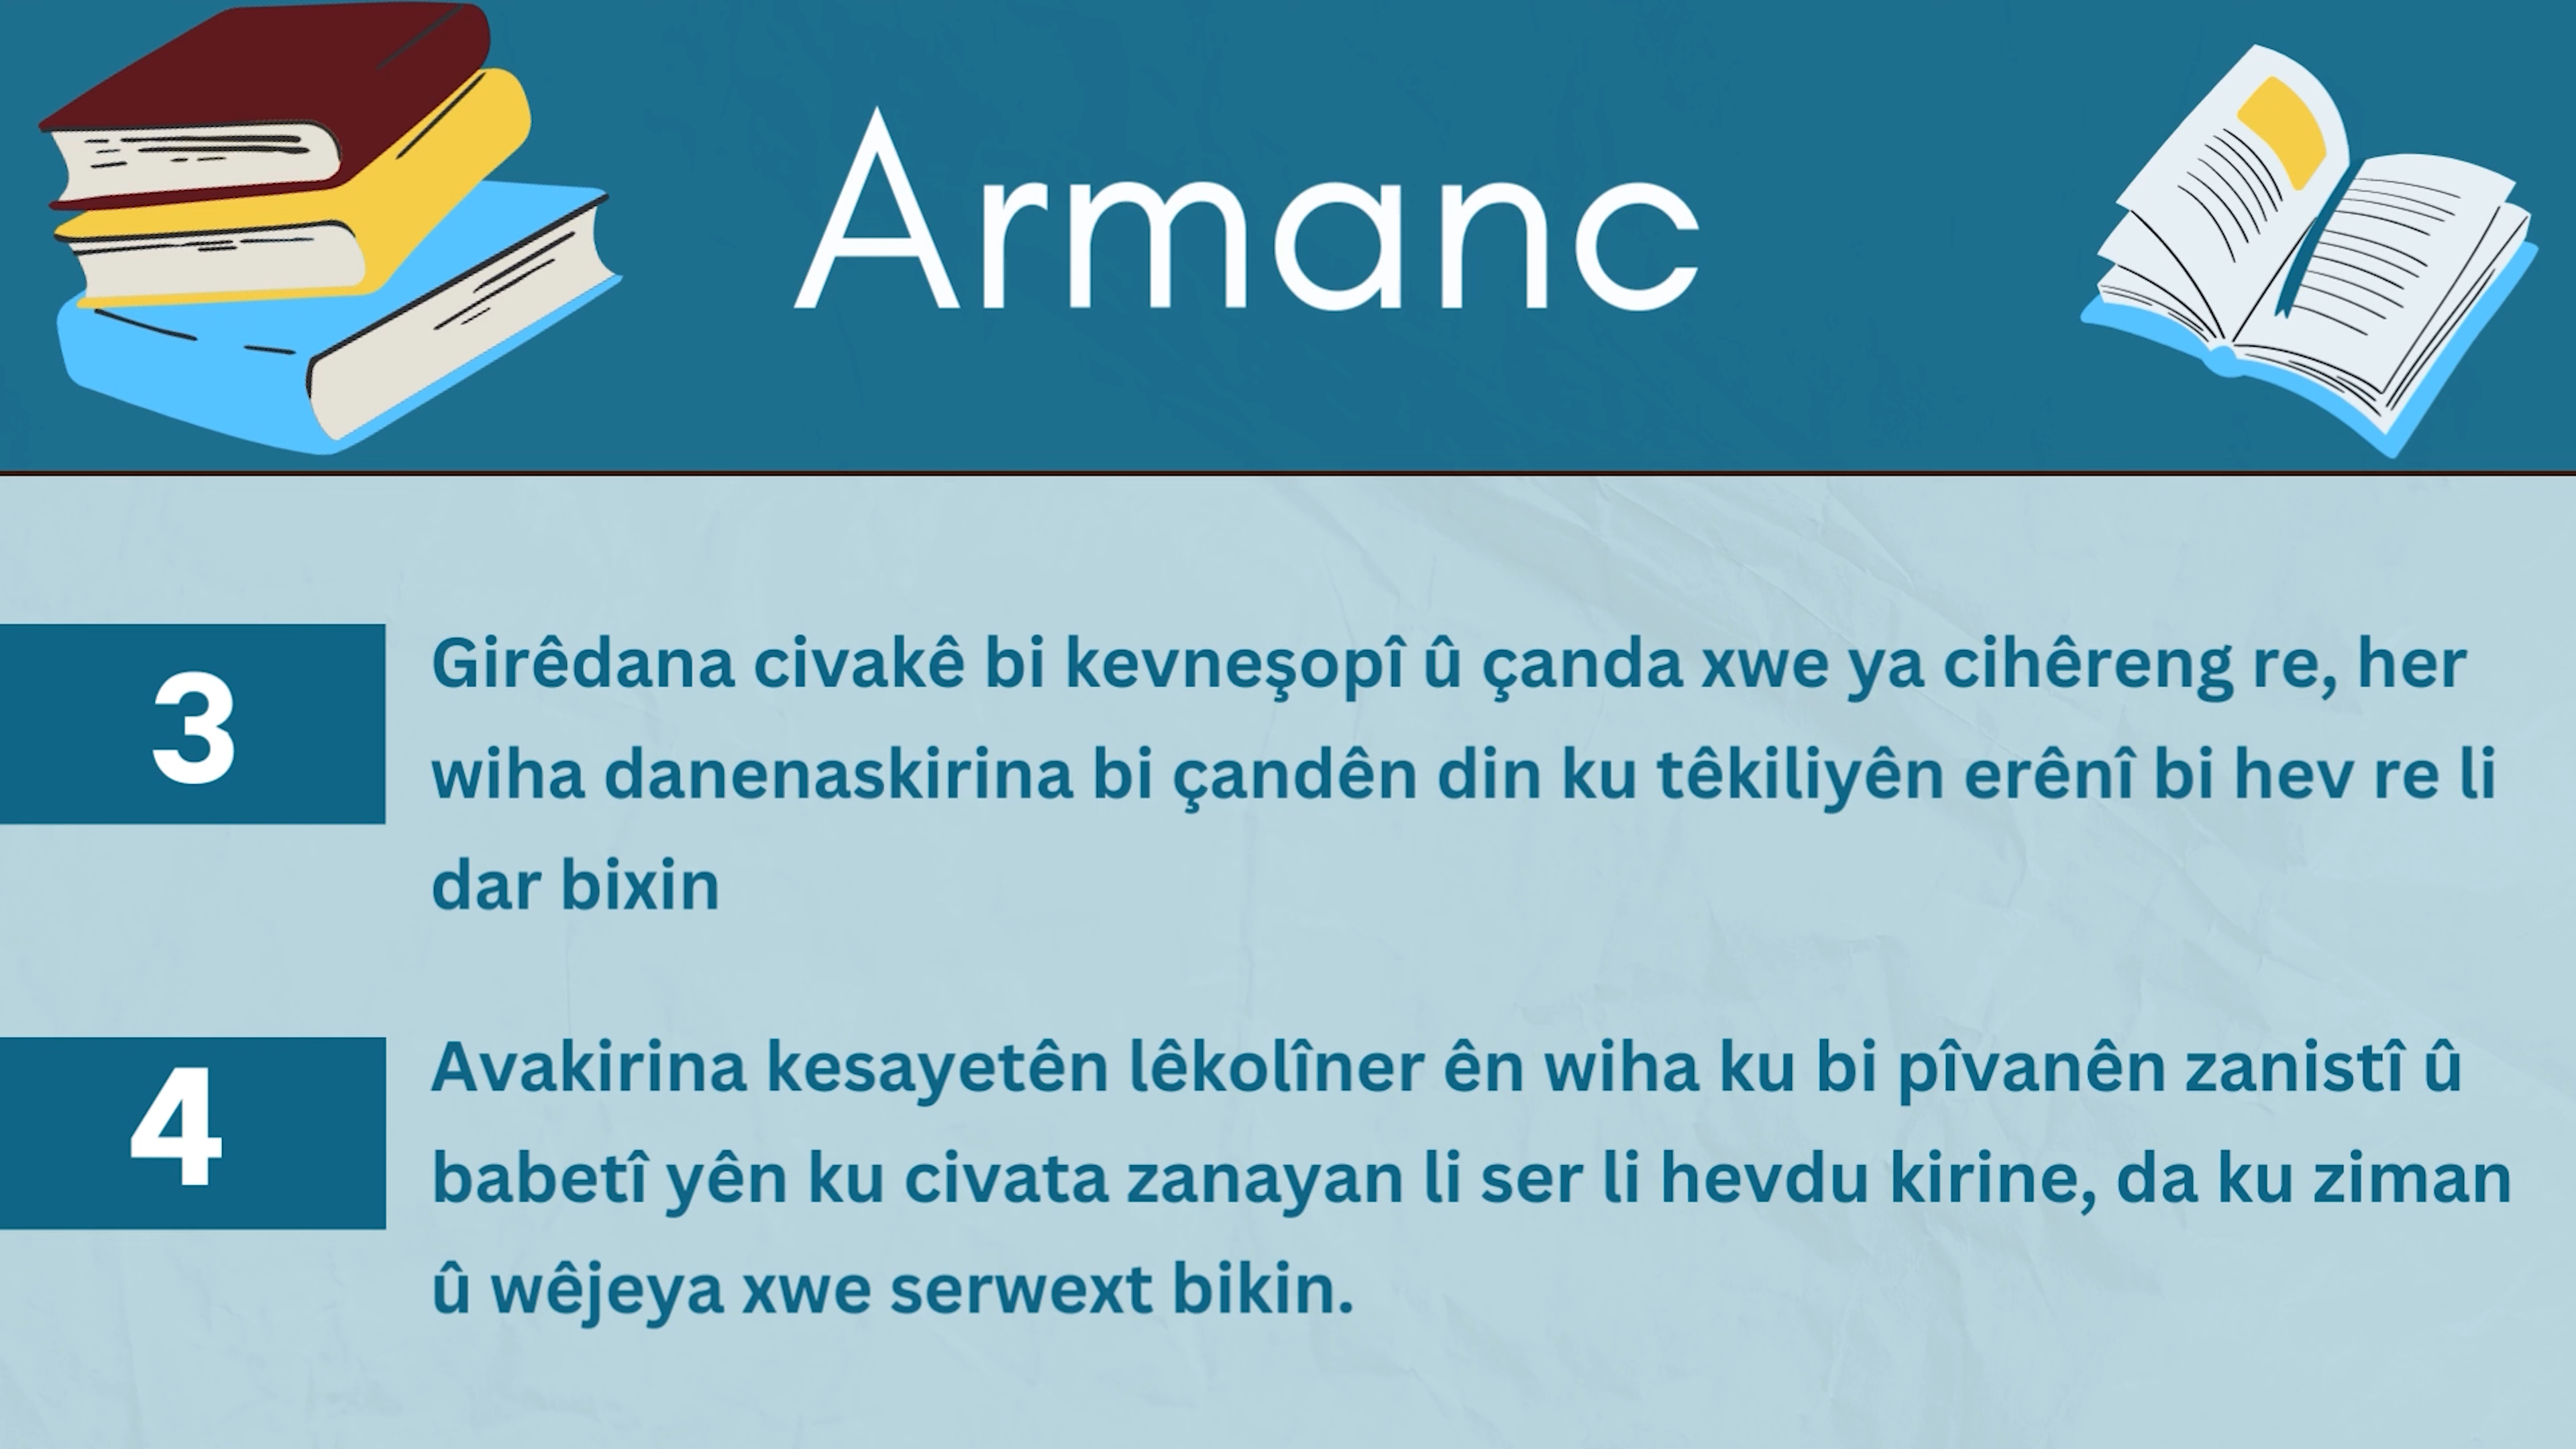 Armanc
3
Girêdana civakê bi kevneşopî û çanda xwe ya cihêreng re, her
wiha danenaskirina bi çandên din ku têkiliyên erênî bi hev re li
dar bixin
4
Avakirina kesayetên lêkolîner ên wiha ku bi pîvanên zanistî û
babetî yên ku civata zanayan li ser li hevdu kirine, da ku ziman
û wêjeya xwe serwext bikin.